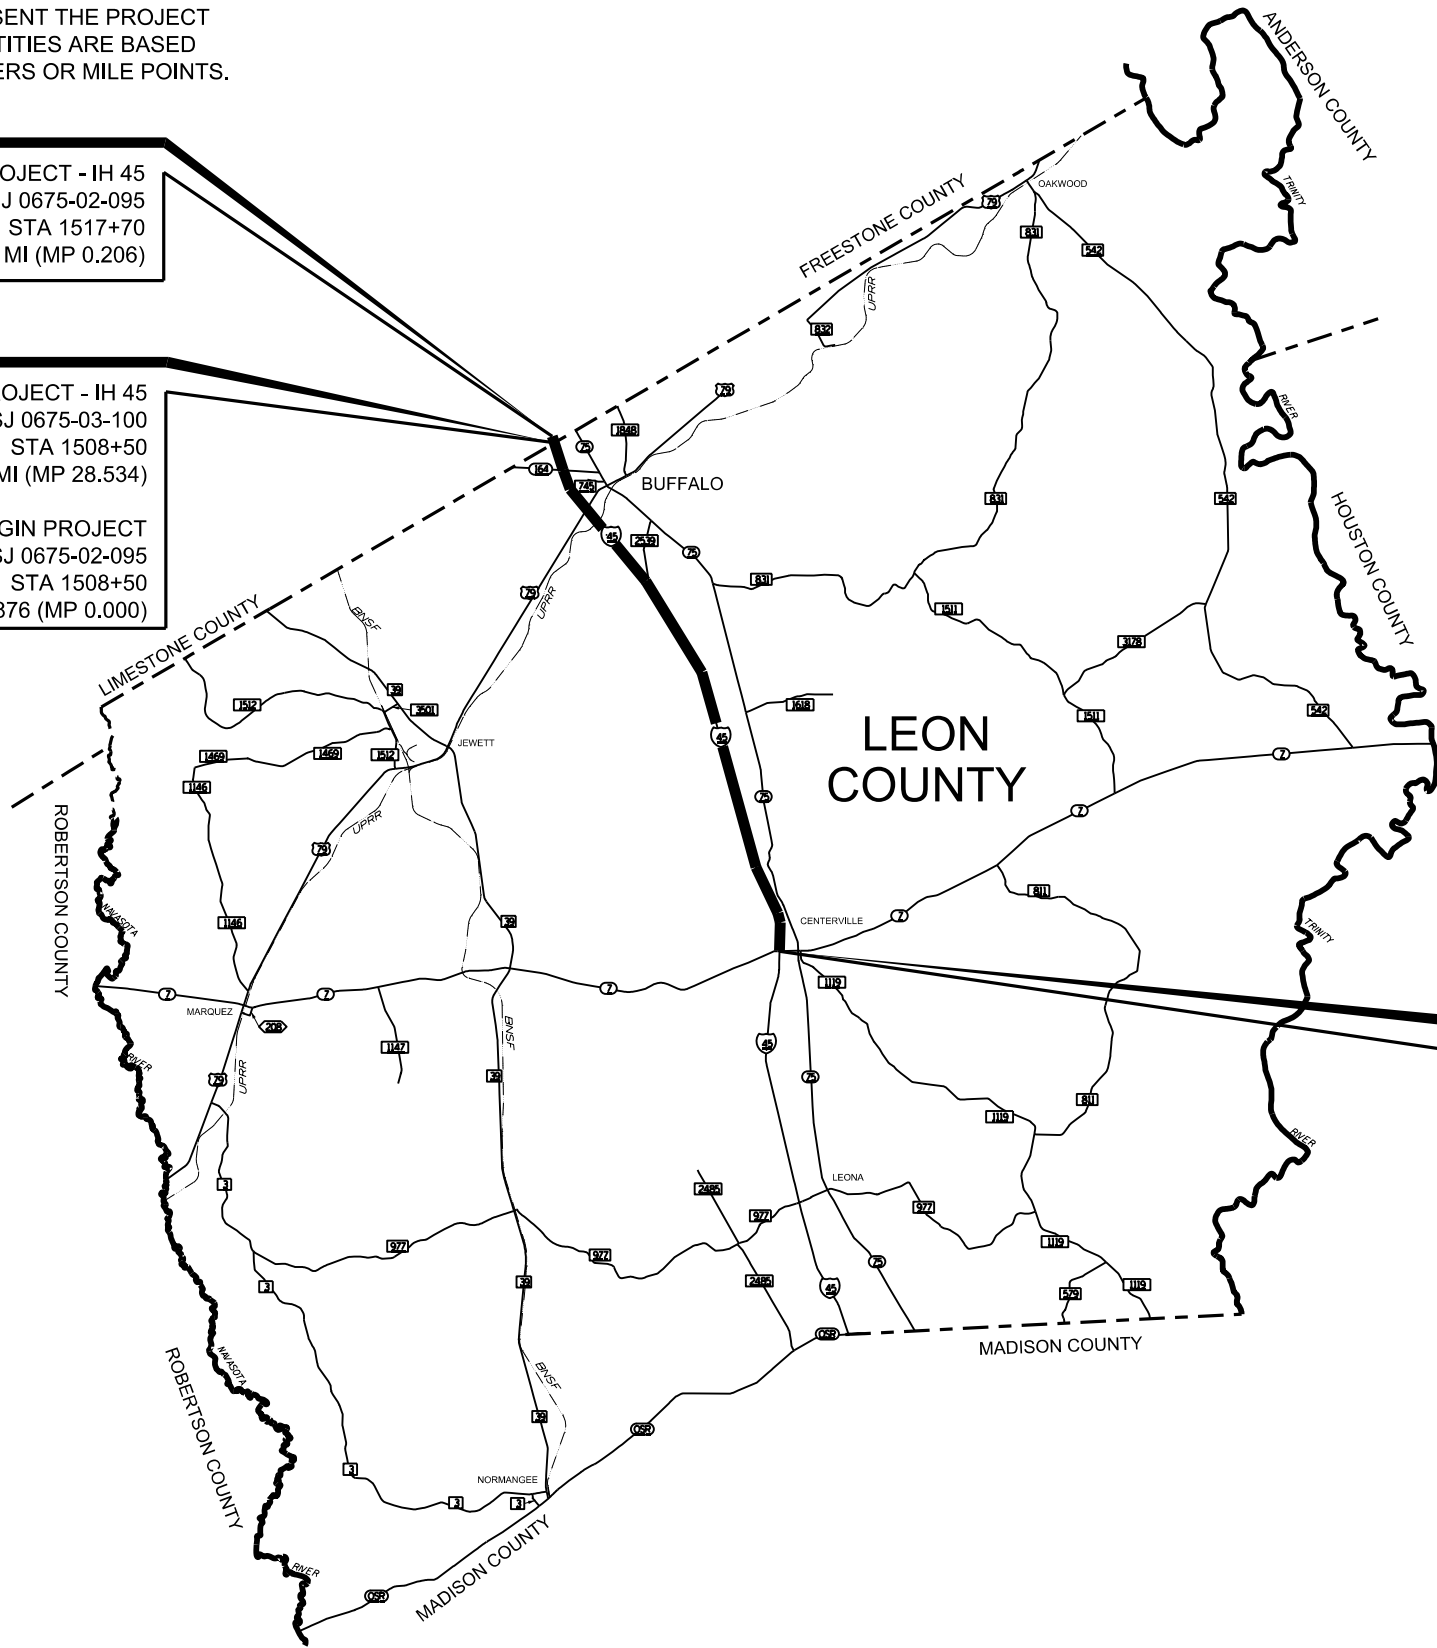 SENT THE PROJECT
TITIES ARE BASED
ERS OR MILE POINTS.
OJECT - IH 45
J 0675-02-095
STA 1517+70
MI (MP 0.206)
OJECT - IH 45
SJ 0675-03-100
STA 1508+50
MI (MP 28.534)
GIN PROJECT
SJ 0675-02-095
STA 1508+50
376 (MP 0.000)
ANDERSON COUNTY
TRINITY
RIVER
OAKWOOD
FREESTONE COUNTY
79
831
542
UPRR
832
79
1848
75
164
745
BUFFALO
45
2539
75
831
542
HOUSTON COUNTY
831
1511
3178
79
UPRR
BNSF
LIMESTONE COUNTY
1512
39
3501
1512
JEWETT
1469
1469
1146
1618
45
LEON
COUNTY
1511
542
7
75
7
ROBERTSON COUNTY
UPRR
79
NAVASOTA
1146
39
CENTERVILLE
7
811
TRINITY
7
7
7
MARQUEZ
208
1119
BNSF
45
RIVER
1147
UPRR
79
39
75
811
1119
RIVER
3
2485
LEONA
977
977
977
977
1119
3
39
2485
45
75
579
1119
OSR
MADISON COUNTY
ROBERTSON COUNTY
NAVASOTA
BNSF
39
OSR
3
NORMANGEE
3
3
RIVER
OSR
MADISON COUNTY